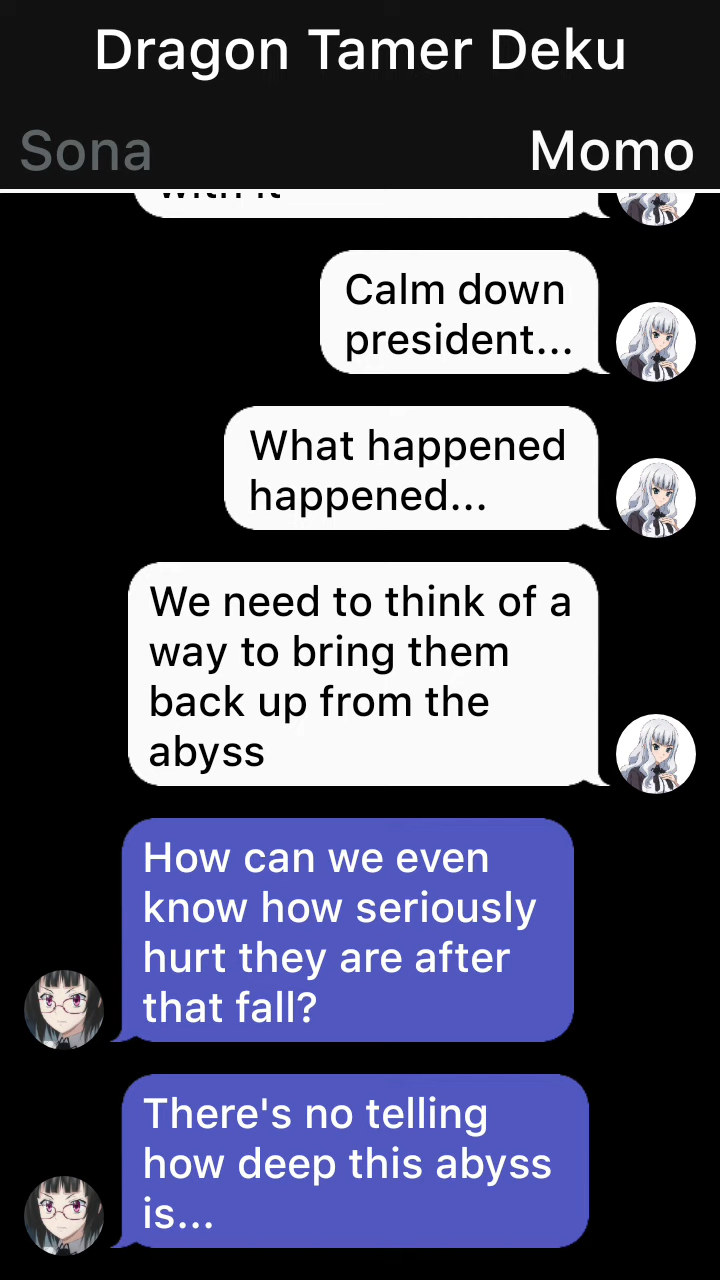 Dragon Tamer Deku
Sona
Momo
with it
Calm down
president...
What happened
happened...
We need to think of a
way to bring them
back up from the
abyss
How can we even
know how seriously
hurt they are after
that fall?
There's no telling
how deep this abyss
is...